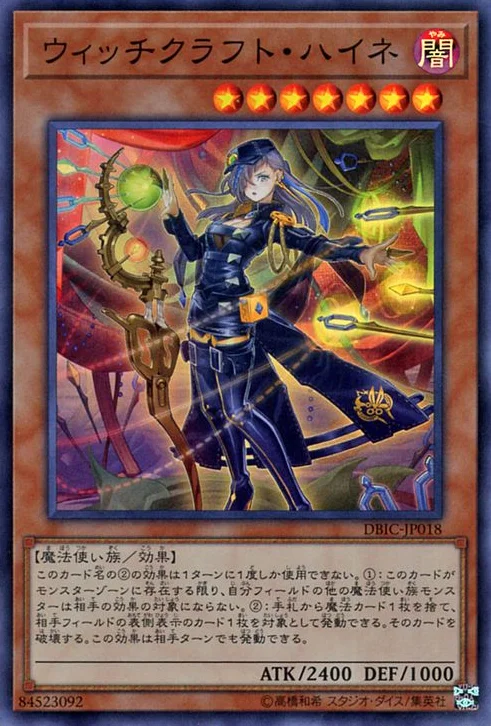 ウィッチクラフト・ハイネ
闇
やみ
DBIC-JP018
【魔法使い族／効果】
このカード名の②の効果は1ターンに1度しか使用できない。①：このカードが
モンスターゾーンに存在する限り、自分フィールドの他の魔法使い族モンス
ターは相手の効果の対象にならない。②：手札から魔法カード1枚を捨て、
相手フィールドの表側表示のカード1枚を対象として発動できる。そのカードを
破壊する。この効果は相手ターンでも発動できる。
ATK/2400 DEF/1000
84523092
©高橋和希 スタジオ・ダイス/集英社